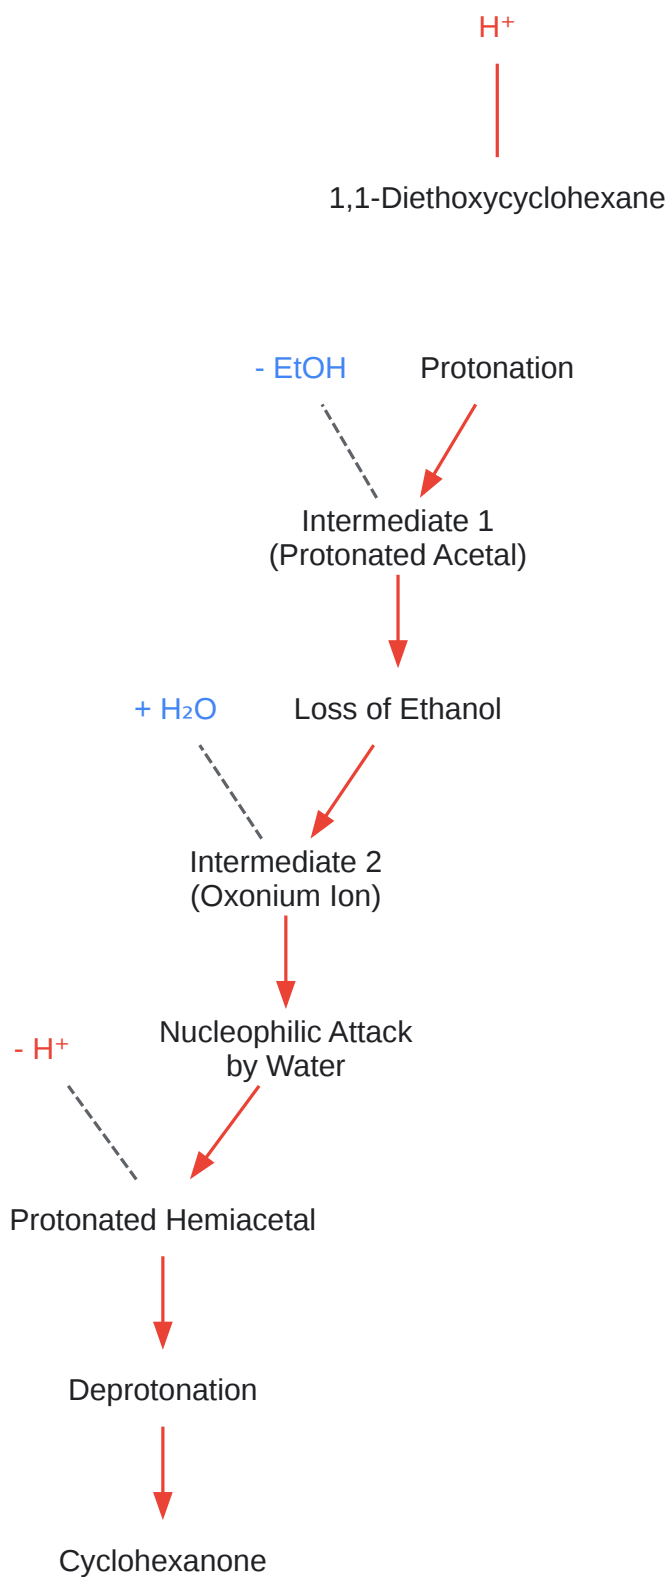 H⁺
1,1-Diethoxycyclohexane
- EtOH
Protonation
Intermediate 1
(Protonated Acetal)
+ H₂O
Loss of Ethanol
Intermediate 2
(Oxonium Ion)
- H⁺
Nucleophilic Attack
by Water
Protonated Hemiacetal
Deprotonation
Cyclohexanone